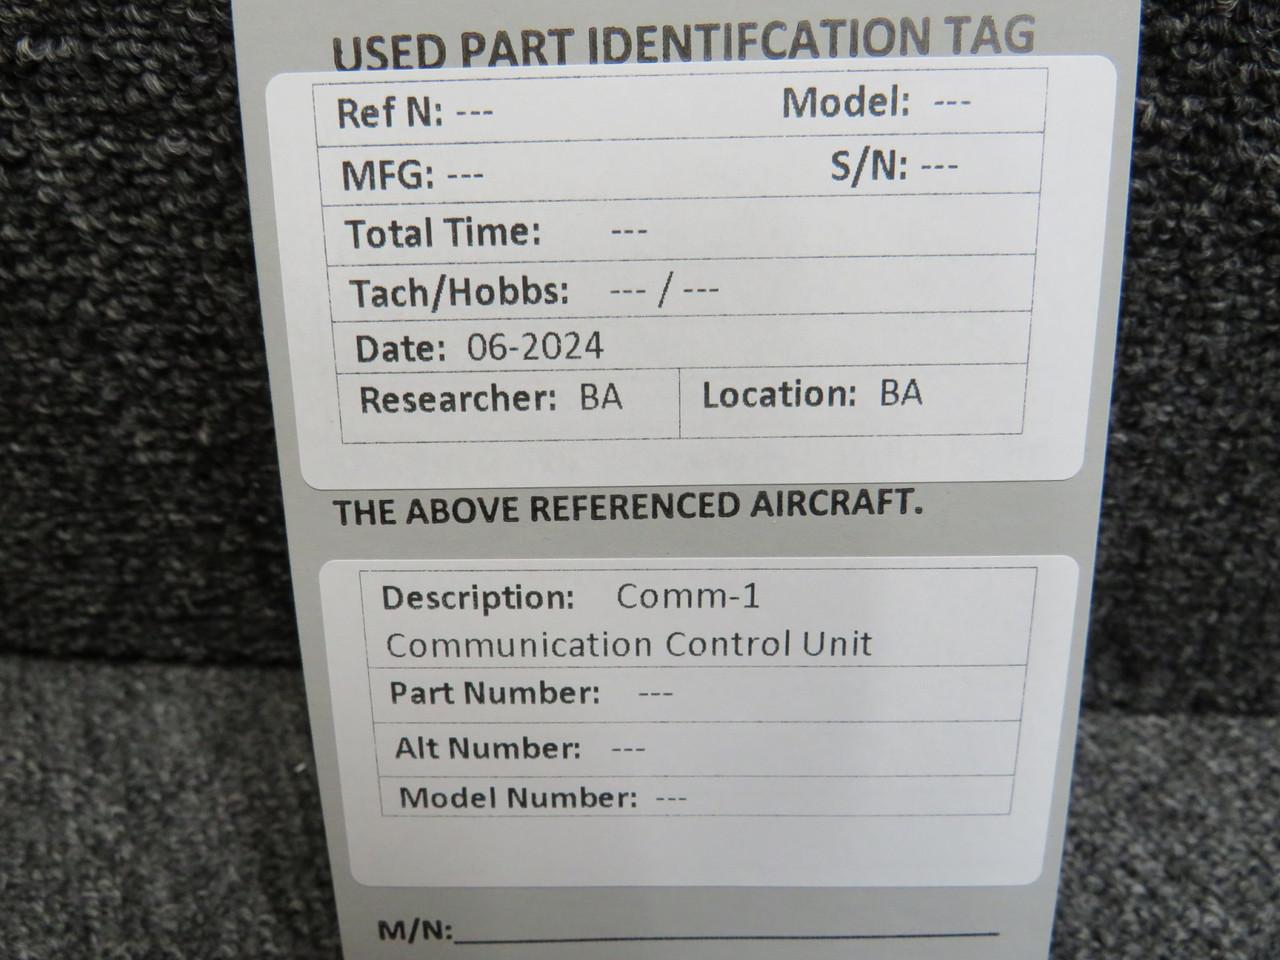 USED PART IDENTIFCATION TAG
Ref N: --- Model: ---
MFG: --- S/N: ---
Total Time: ---
Tach/Hobbs: --- / ---
Date: 06-2024
Researcher: BA Location: BA
THE ABOVE REFERENCED AIRCRAFT.
Description: Comm-1
Communication Control Unit
Part Number: ---
Alt Number: ---
Model Number: ---
M/N: